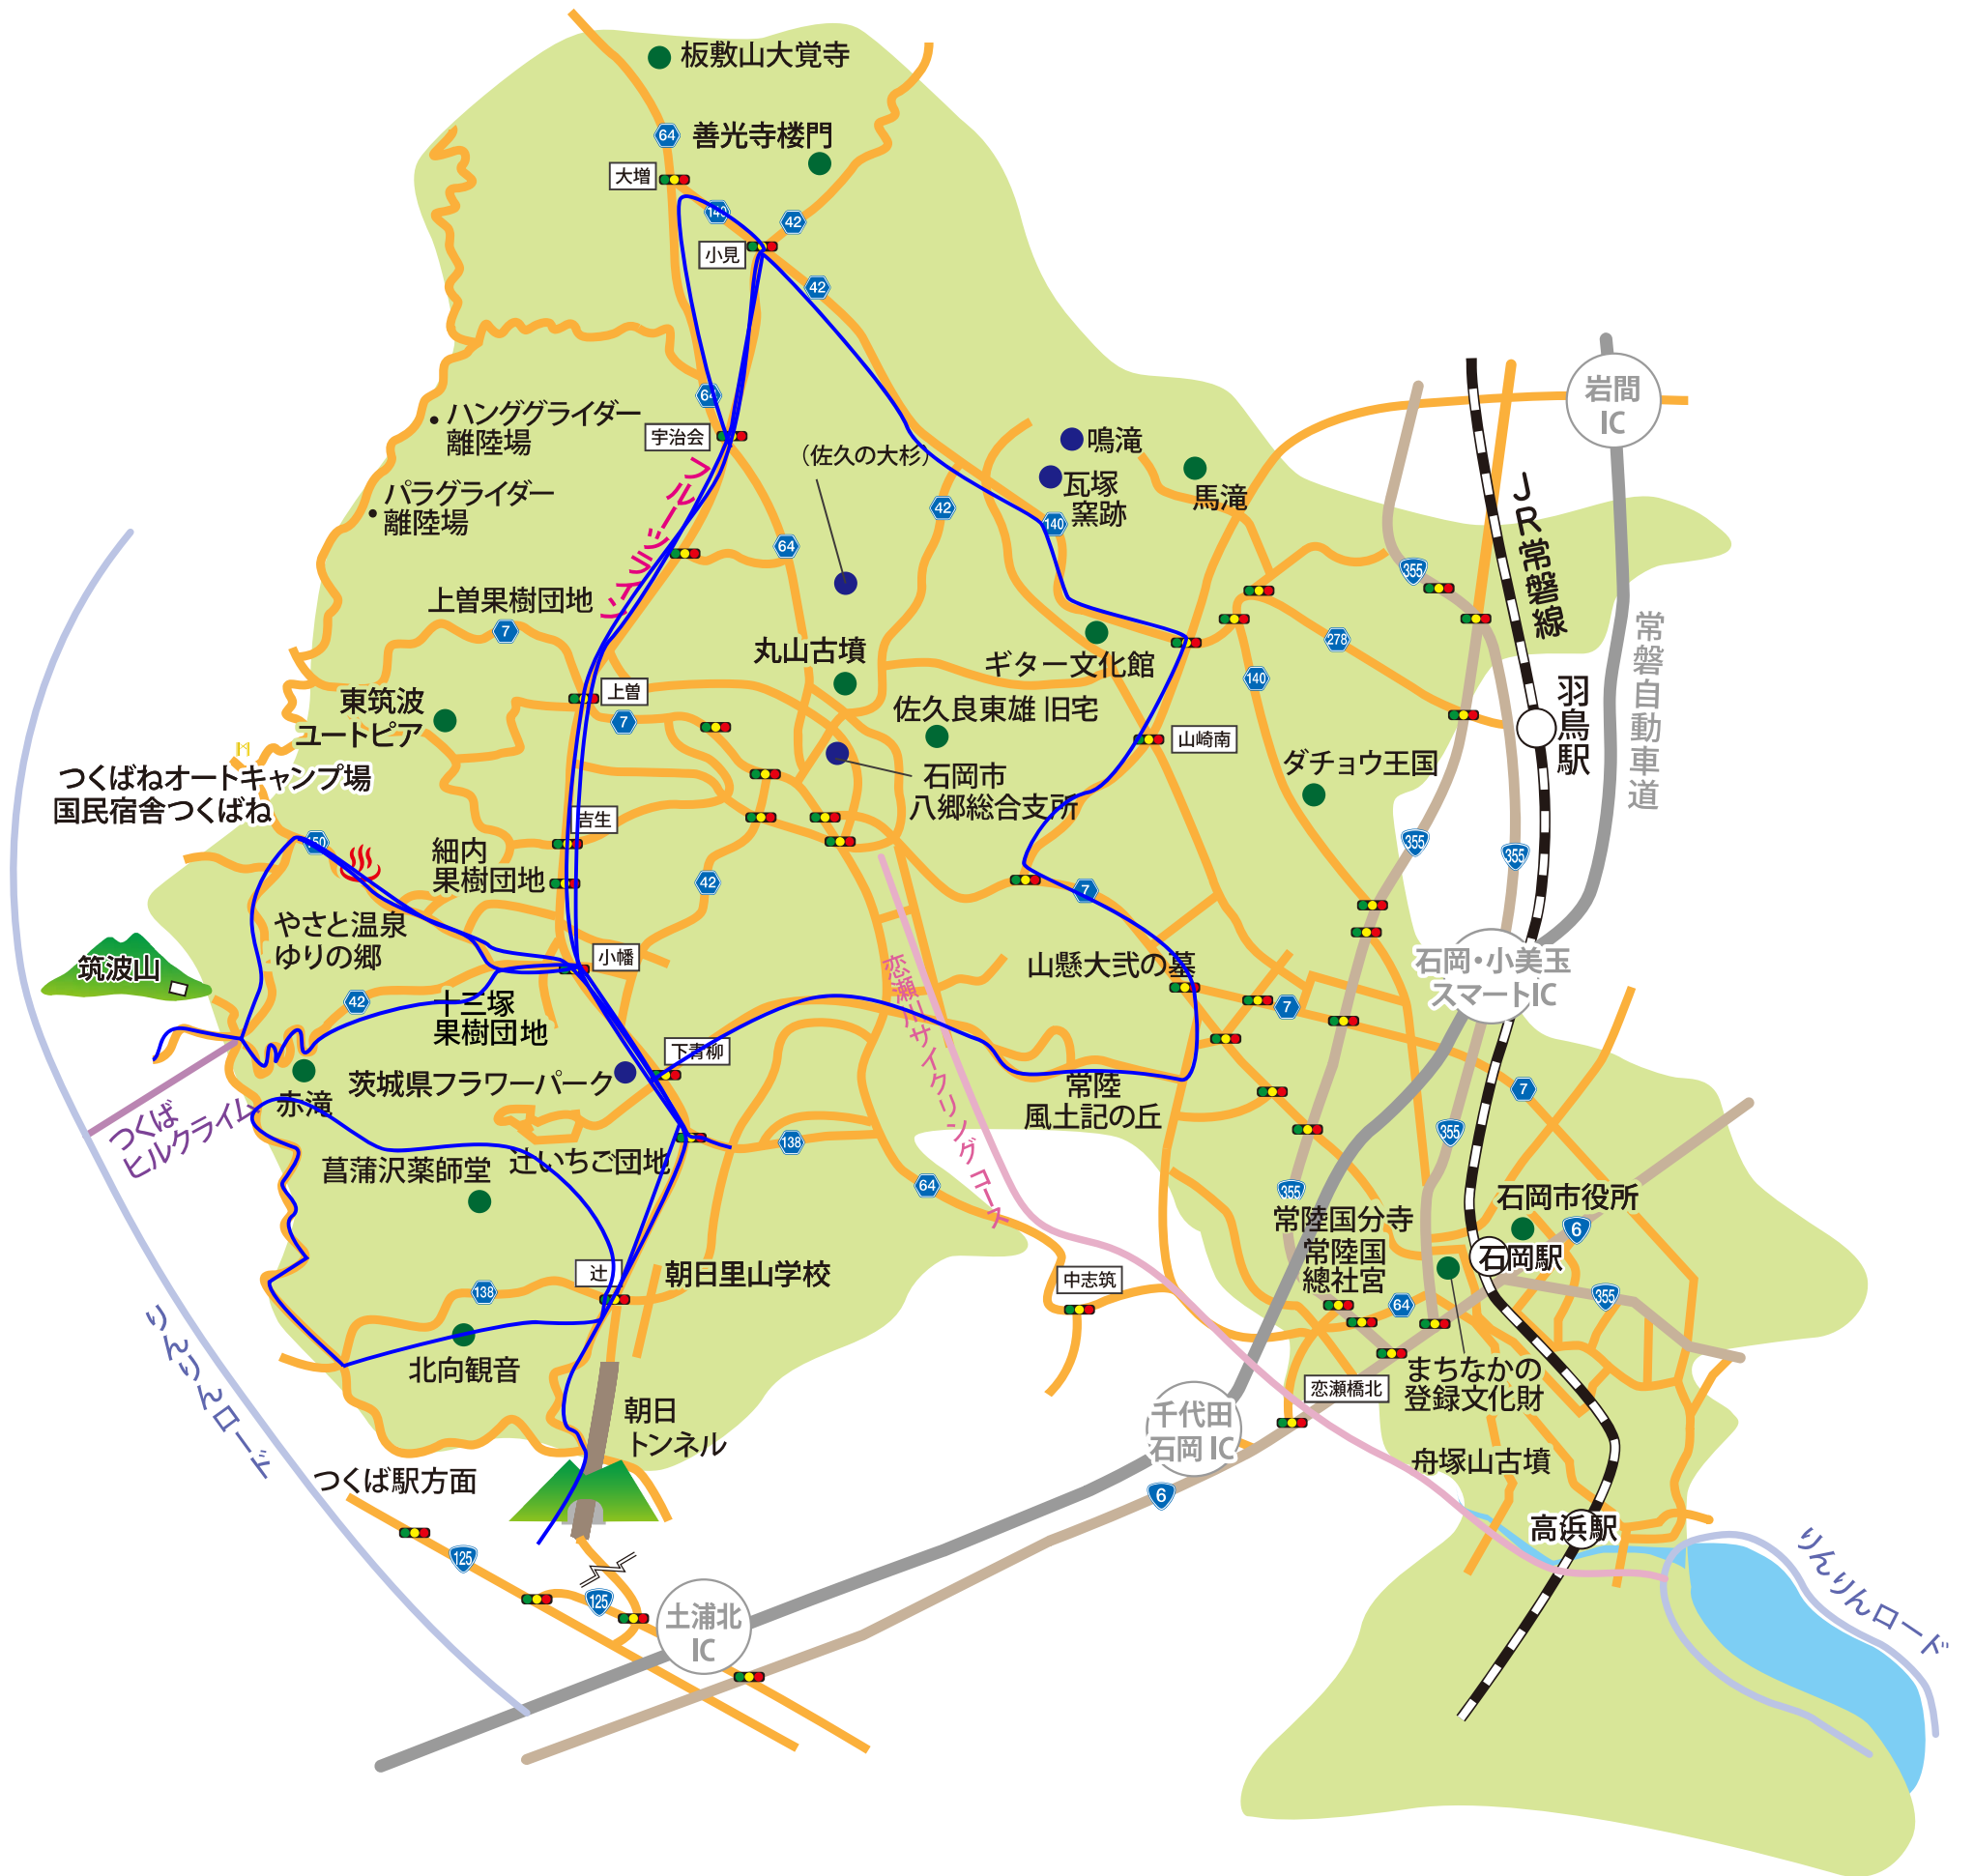 板敷山大覚寺
64
善光寺楼門
大増
140
42
小見
42
岩間
IC
64
ハンググライダー
離陸場
宇治会
フルーツライン
(佐久の大杉)
鳴滝
瓦塚
窯跡
馬滝
パラグライダー
離陸場
42
140
64
JR常磐線
355
上曽果樹団地
7
常磐自動車道
丸山古墳
ギター文化館
278
140
東筑波
ユートピア
上曽
7
佐久良東雄 旧宅
羽鳥駅
山崎南
つくばねオートキャンプ場
国民宿舎つくばね
石岡市
八郷総合支所
ダチョウ王国
吉生
150
355
355
細内
果樹団地
42
7
やさと温泉
ゆりの郷
小幡
筑波山
山懸大弐の墓
石岡・小美玉
スマートIC
恋瀬川サイクリングコース
42
十三塚
果樹団地
7
下青柳
茨城県フラワーパーク
赤滝
常陸
風土記の丘
7
つくば
ヒルクライム
138
355
菖蒲沢薬師堂
辻いちご団地
64
355
石岡市役所
6
常陸国分寺
常陸国
總社宮
石岡駅
辻
朝日里山学校
中志筑
138
64
355
りんりんロード
北向観音
まちなかの
登録文化財
恋瀬橋北
朝日
トンネル
千代田
石岡 IC
舟塚山古墳
つくば駅方面
6
高浜駅
125
125
りんりんロード
土浦北
IC